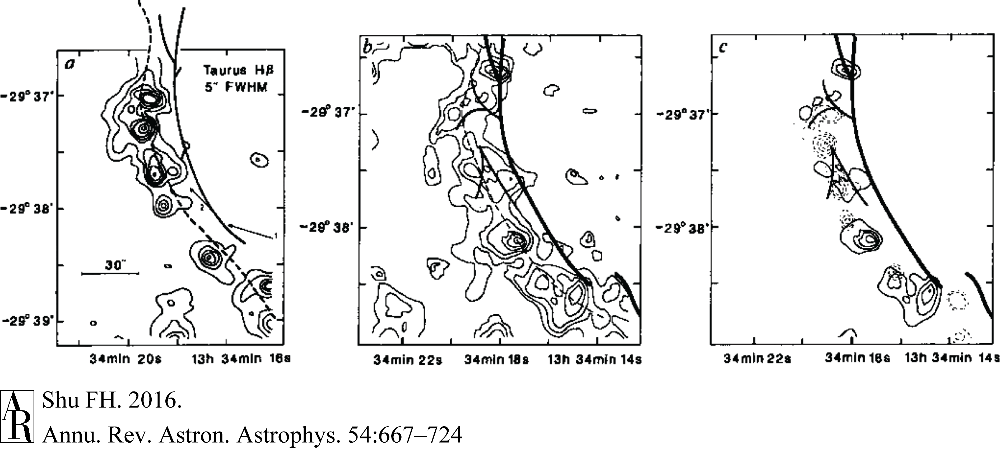 a
Taurus Hβ
5" FWHM
-29° 37'
-29° 38'
-29° 39'
2
1
30"
34min 20s
13h 34min 16s
b
-29° 37'
-29° 38'
34min 22s
34min 18s
13h 34min 14s
c
-29° 37'
-29° 38'
34min 22s
34min 18s
13h 34min 14s
AR
Shu FH. 2016.
Annu. Rev. Astron. Astrophys. 54:667–724